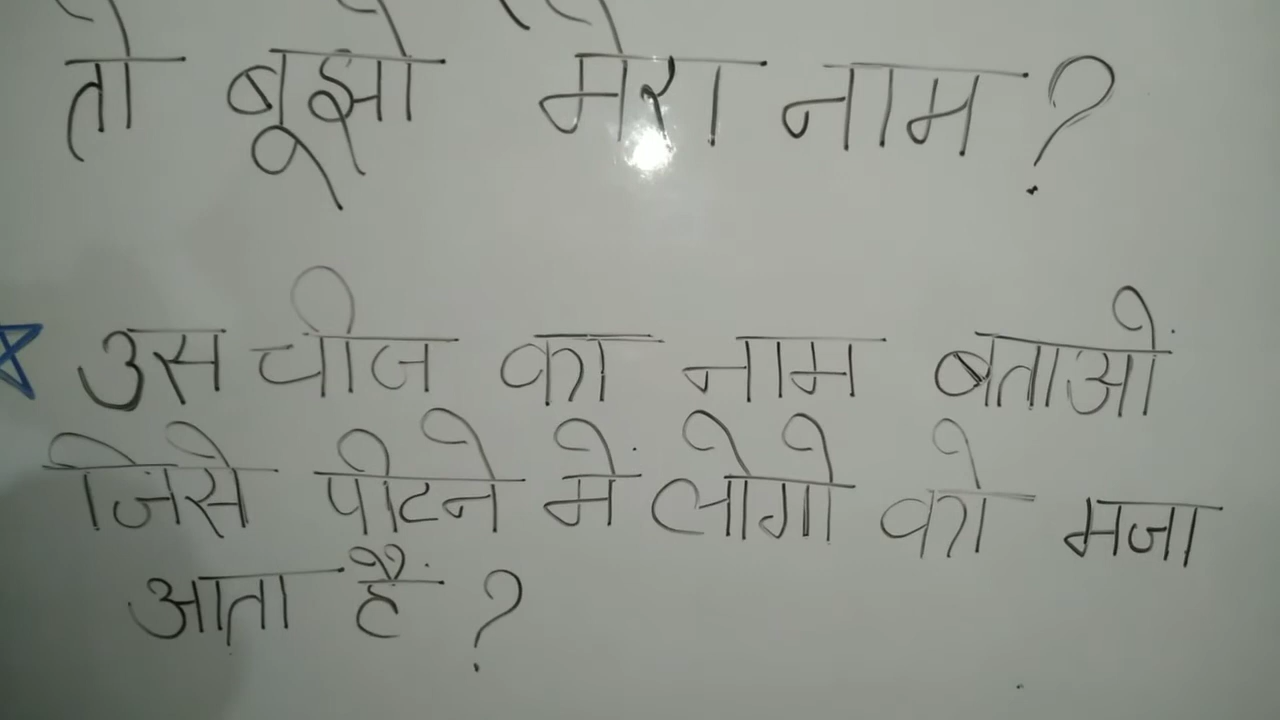 तो बूझो मेरा नाम?
उस चीज का नाम बताओं
जिसे पीटने में लोगो को मजा
आता हैं?